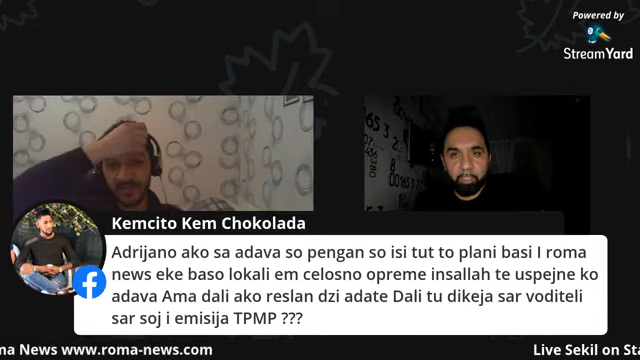 Powered by
StreamYard
Kemcito Kem Chokolada
Adrijano ako sa adava so pengan so isi tut to plani basi I roma
news eke baso lokali em celosno opreme insallah te uspejne ko
adava Ama dali ako reslan dzi adate Dali tu dikeja sar voditeli
sar soj i emisija TPMP ???
ma News www.roma-news.com
Live Sekil on Sta